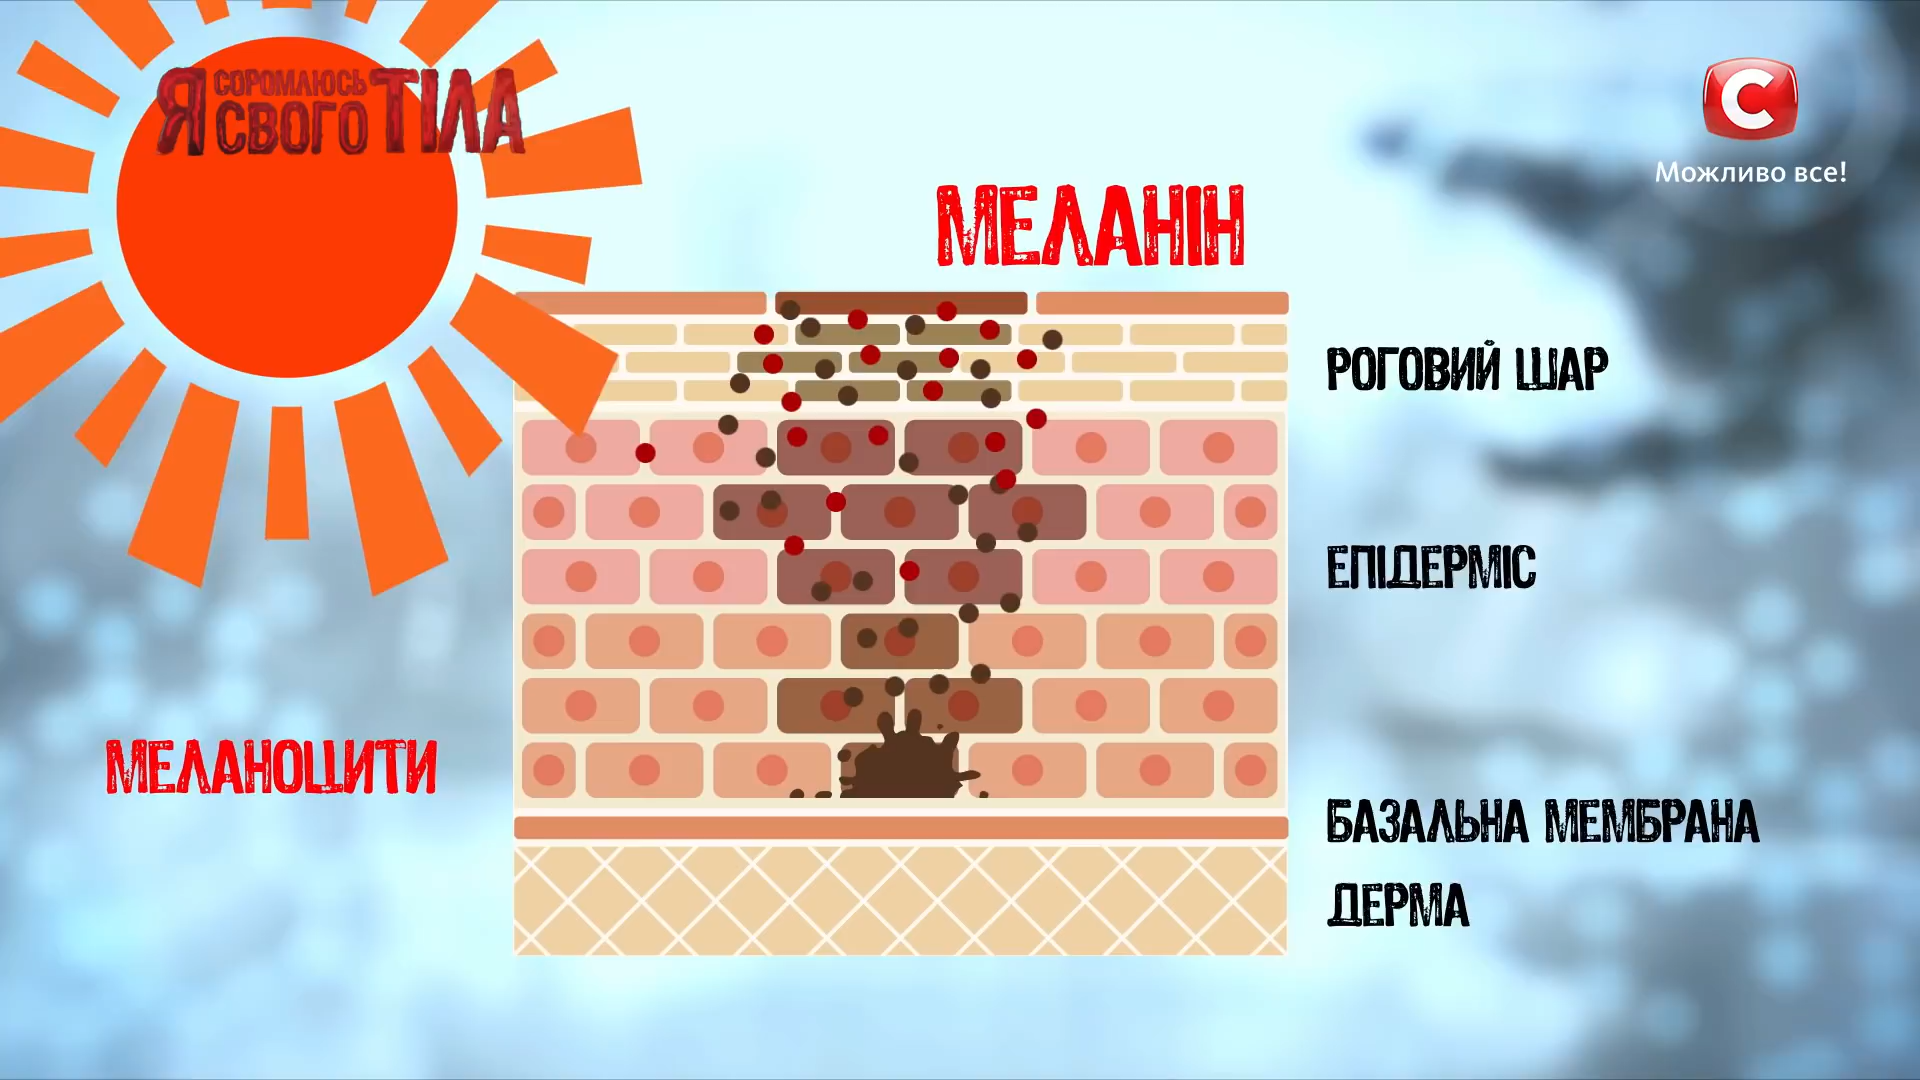 Я СОРОМЛЮСЬ СВОГО ТІЛА
С
Можливо все!
МЕЛАНІН
РОГОВИЙ ШАР
ЕПІДЕРМІС
МЕЛАНОЦИТИ
БАЗАЛЬНА МЕМБРАНА
ДЕРМА